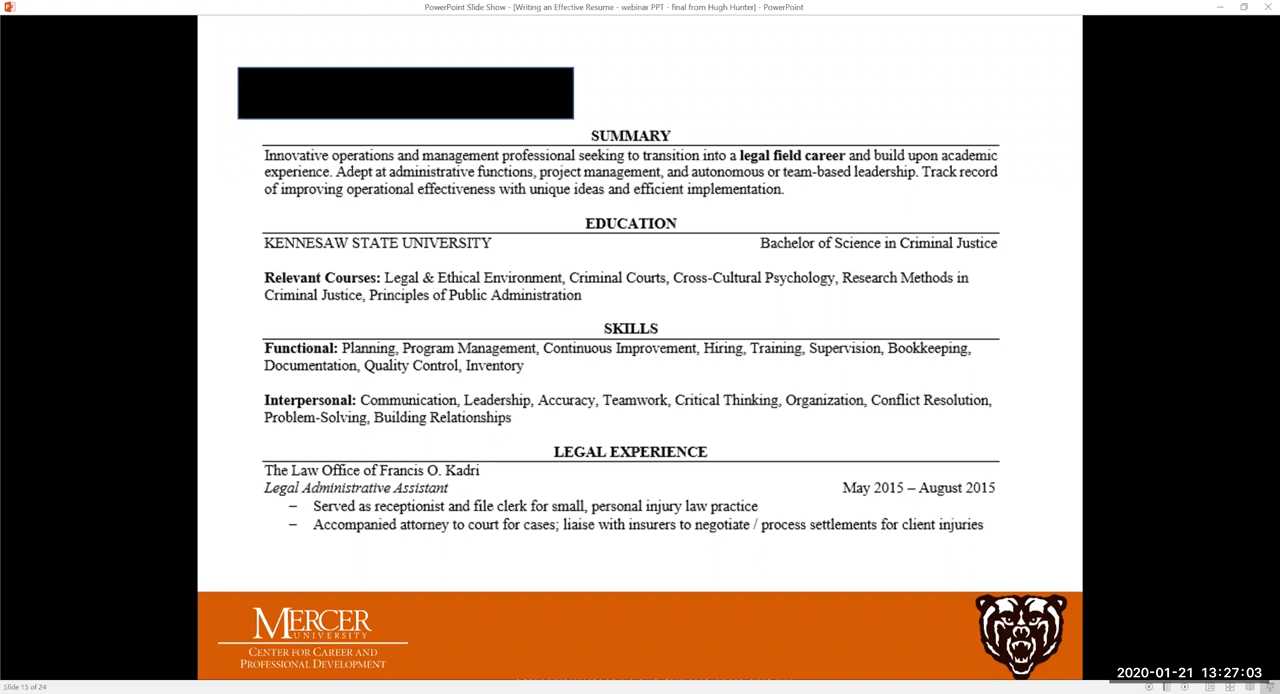 PowerPoint Slide Show - [Writing an Effective Resume - webinar PPT - final from Hugh Hunter] - PowerPoint
SUMMARY
Innovative operations and management professional seeking to transition into a legal field career and build upon academic
experience. Adept at administrative functions, project management, and autonomous or team-based leadership. Track record
of improving operational effectiveness with unique ideas and efficient implementation.
EDUCATION
KENNESAW STATE UNIVERSITY Bachelor of Science in Criminal Justice
Relevant Courses: Legal & Ethical Environment, Criminal Courts, Cross-Cultural Psychology, Research Methods in
Criminal Justice, Principles of Public Administration
SKILLS
Functional: Planning, Program Management, Continuous Improvement, Hiring, Training, Supervision, Bookkeeping,
Documentation, Quality Control, Inventory
Interpersonal: Communication, Leadership, Accuracy, Teamwork, Critical Thinking, Organization, Conflict Resolution,
Problem-Solving, Building Relationships
LEGAL EXPERIENCE
The Law Office of Francis O. Kadri
Legal Administrative Assistant May 2015 – August 2015
– Served as receptionist and file clerk for small, personal injury law practice
– Accompanied attorney to court for cases; liaise with insurers to negotiate / process settlements for client injuries
MERCER
UNIVERSITY
CENTER FOR CAREER AND
PROFESSIONAL DEVELOPMENT
2020-01-21 13:27:03
Slide 15 of 24